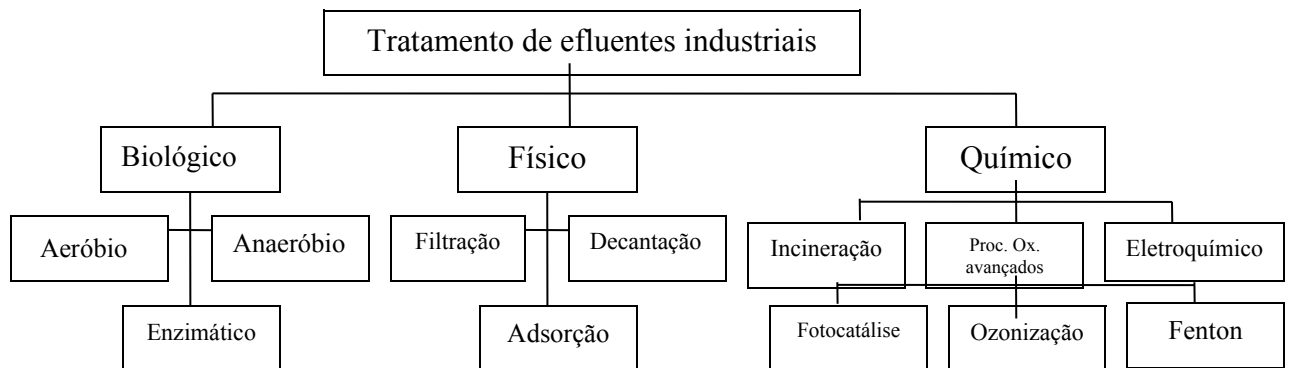 Tratamento de efluentes industriais
Biológico
Físico
Químico
Aeróbio
Anaeróbio
Filtração
Decantação
Incineração
Proc. Ox.
avançados
Eletroquímico
Enzimático
Adsorção
Fotocatálise
Ozonização
Fenton